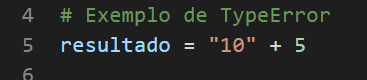 4 # Exemplo de TypeError
5 resultado = "10" + 5
6